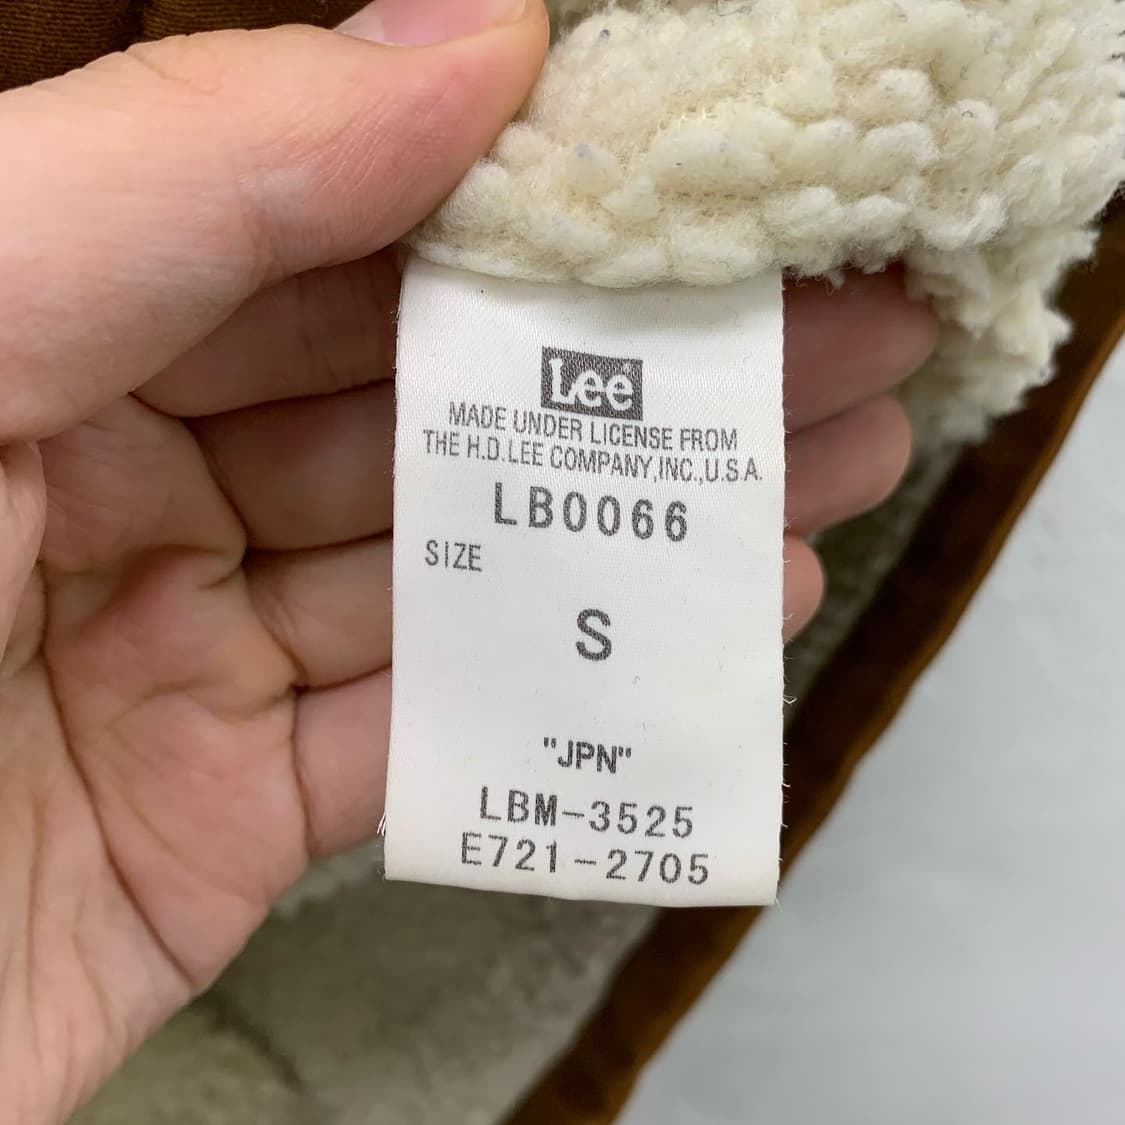 Lee
MADE UNDER LICENSE FROM
THE H.D.LEE COMPANY,INC.,U.S.A.
LB0066
SIZE
S
"JPN"
LBM-3525
E721-2705